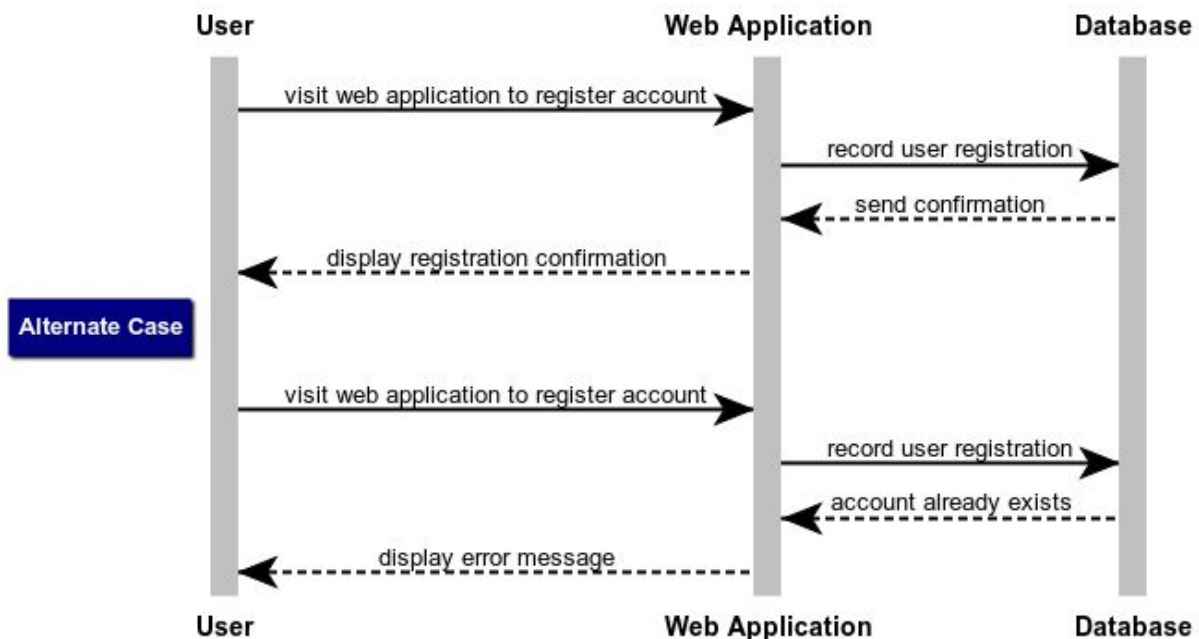 User Web Application Database
visit web application to register account
record user registration
send confirmation
display registration confirmation
Alternate Case
visit web application to register account
record user registration
account already exists
display error message
User Web Application Database